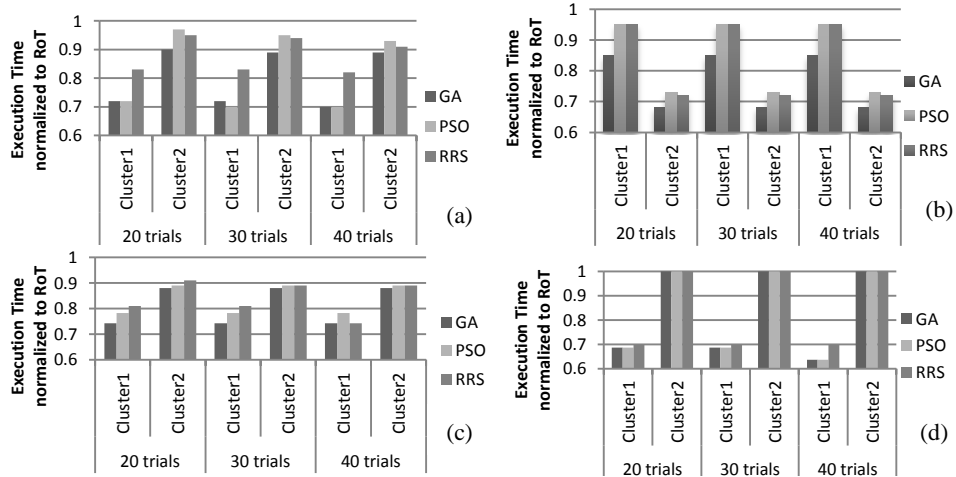 Execution Time
normalized to RoT
1
0.9
0.8
0.7
0.6
Cluster1
Cluster2
Cluster1
Cluster2
Cluster1
Cluster2
20 trials
30 trials
40 trials
GA
PSO
RRS
(a)
Execution Time
normalized to RoT
1
0.9
0.8
0.7
0.6
Cluster1
Cluster2
Cluster1
Cluster2
Cluster1
Cluster2
20 trials
30 trials
40 trials
GA
PSO
RRS
(b)
Execution Time
normalized to RoT
1
0.9
0.8
0.7
0.6
Cluster1
Cluster2
Cluster1
Cluster2
Cluster1
Cluster2
20 trials
30 trials
40 trials
GA
PSO
RRS
(c)
Execution Time
normalized to RoT
1
0.9
0.8
0.7
0.6
Cluster1
Cluster2
Cluster1
Cluster2
Cluster1
Cluster2
20 trials
30 trials
40 trials
GA
PSO
RRS
(d)